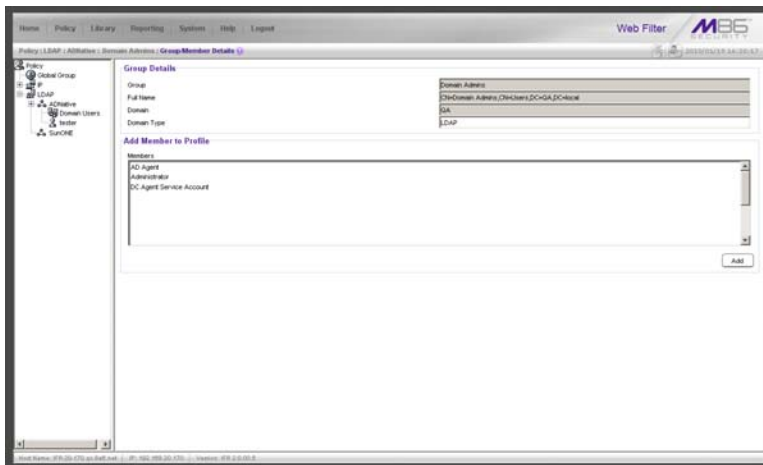 Home Policy Library Reporting System Help Logout
Web Filter
M86 SECURITY
Policy | LDAP | ADNative | Domain Admins | Group/Member Details
Policy
Global Group
IP
LDAP
ADNative
Domain Users
tester
SunONE
Group Details
Group Domain Admins
Full Name CN=Domain Admins,CN=Users,DC=QA,DC=local
Domain QA
Domain Type LDAP
Add Member to Profile
Members
AD Agent
Administrator
DC Agent Service Account
Add